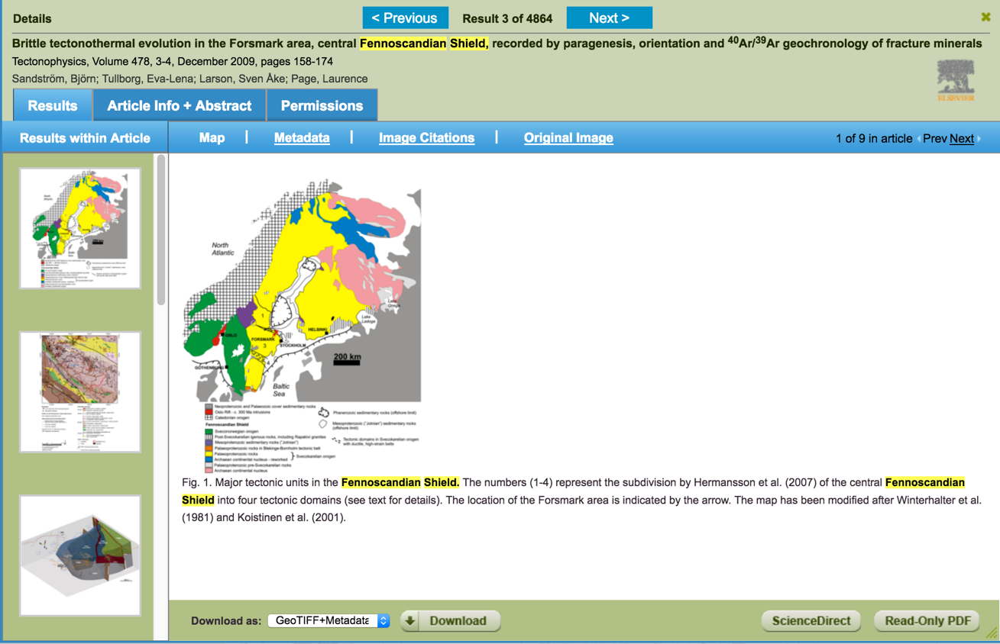 Details
< Previous
Result 3 of 4864
Next >
Brittle tectonothermal evolution in the Forsmark area, central Fennoscandian Shield, recorded by paragenesis, orientation and ⁴⁰Ar/³⁹Ar geochronology of fracture minerals
Tectonophysics, Volume 478, 3-4, December 2009, pages 158-174
Sandström, Björn; Tullborg, Eva-Lena; Larson, Sven Åke; Page, Laurence
ELSEVIER
Results
Article Info + Abstract
Permissions
Results within Article
Map | Metadata | Image Citations | Original Image
1 of 9 in article Prev Next
North
Atlantic
Lake
Onega
Lake
Ladoga
1
HELSINKI
OSLO
FORSMARK
3
STOCKHOLM
4
200 km
GOTHENBURG
Baltic
Sea
Neoproterozoic and Palaeozoic cover sedimentary rocks
Oslo Rift - c. 300 Ma intrusions
Caledonian orogen
Fennoscandian Shield
Sveconorwegian orogen
Post-Svecokarelian igneous rocks, including Rapakivi granites
Mesoproterozoic sedimentary rocks ("Jotnian")
Palaeoproterozoic rocks in Blekinge-Bornholm tectonic belt
Palaeoproterozoic rocks
Archaean continental nucleus - reworked
Svecokarelian orogen
Palaeoproterozoic pre-Svecokarelian rocks
Archaean continental nucleus
Phanerozoic sedimentary rocks (offshore limit)
Mesoproterozoic ("Jotnian") sedimentary rocks
(offshore limit)
Tectonic domains in Svecokarelian orogen
with ductile, high-strain belts
Fig. 1. Major tectonic units in the Fennoscandian Shield. The numbers (1-4) represent the subdivision by Hermansson et al. (2007) of the central Fennoscandian
Shield into four tectonic domains (see text for details). The location of the Forsmark area is indicated by the arrow. The map has been modified after Winterhalter et al.
(1981) and Koistinen et al. (2001).
Download as:
GeoTIFF+Metadata
Download
ScienceDirect
Read-Only PDF